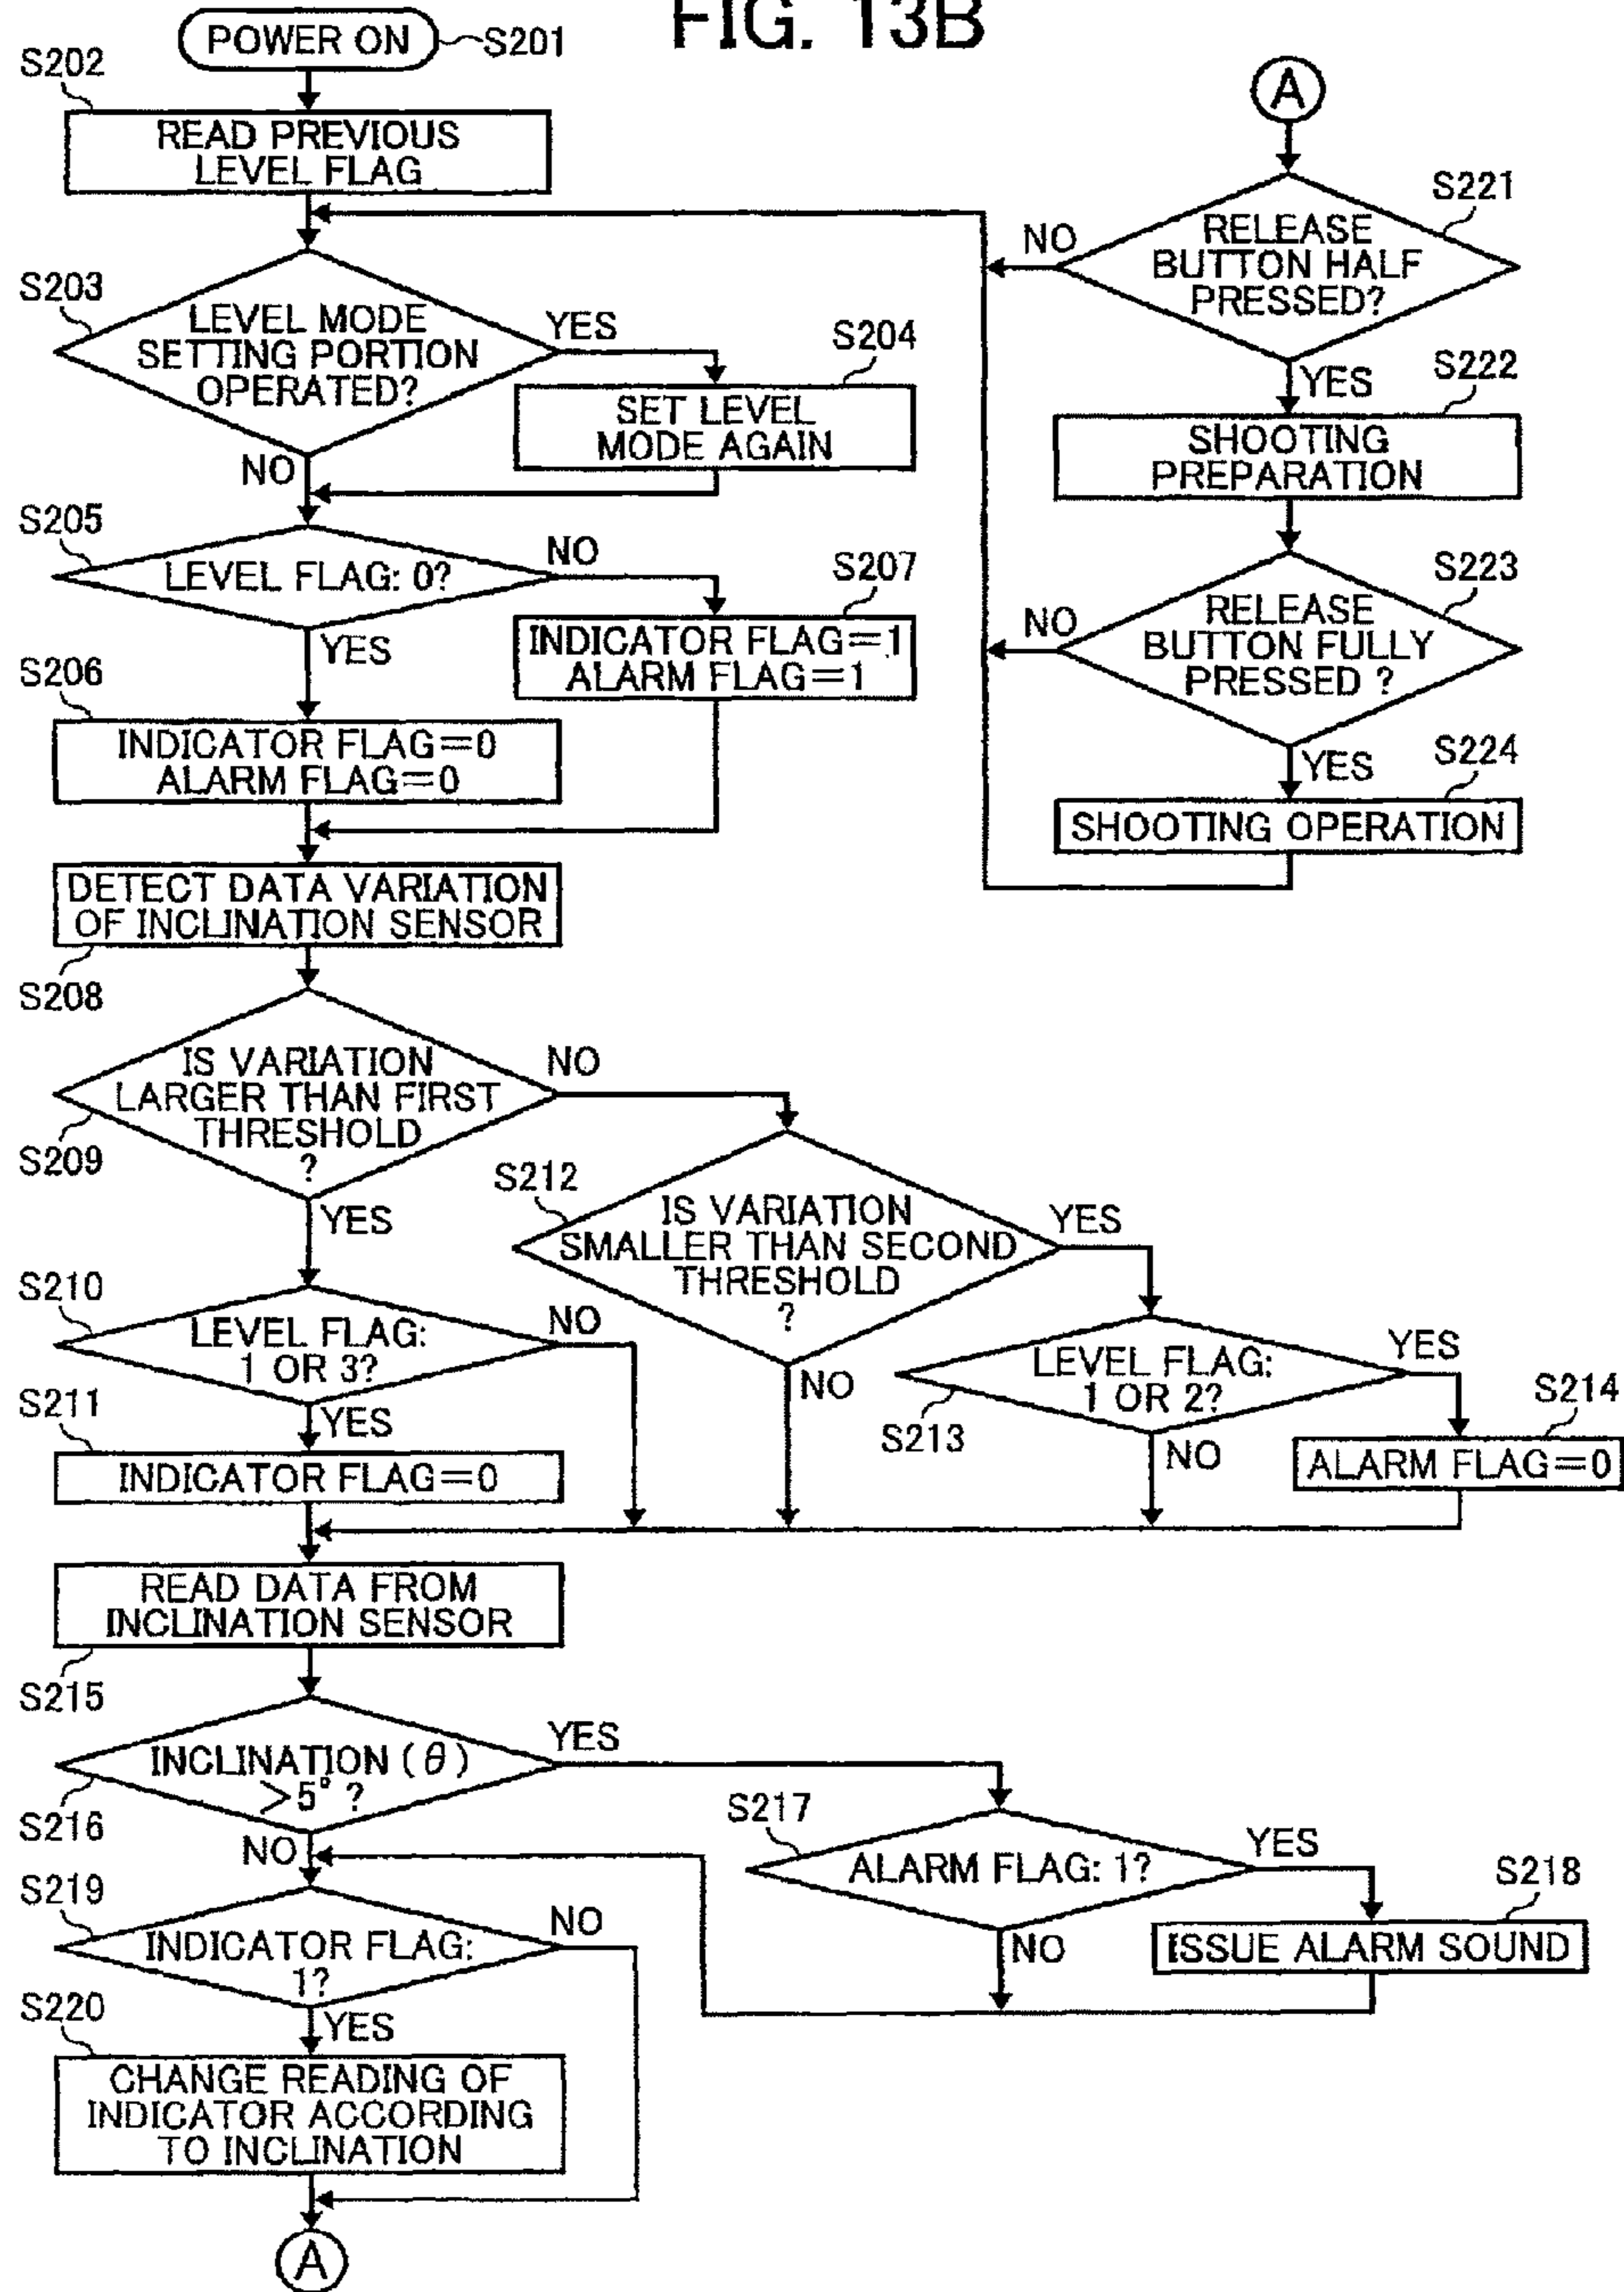 FIG. 13B
POWER ON
S201
S202
READ PREVIOUS
LEVEL FLAG
S203
LEVEL MODE
SETTING PORTION
OPERATED?
YES
NO
S204
SET LEVEL
MODE AGAIN
S205
LEVEL FLAG: 0?
NO
YES
S207
INDICATOR FLAG=1
ALARM FLAG=1
S206
INDICATOR FLAG=0
ALARM FLAG=0
DETECT DATA VARIATION
OF INCLINATION SENSOR
S208
IS VARIATION
LARGER THAN FIRST
THRESHOLD
?
S209
NO
YES
S210
LEVEL FLAG:
1 OR 3?
NO
YES
S211
INDICATOR FLAG=0
S212
IS VARIATION
SMALLER THAN SECOND
THRESHOLD
?
YES
NO
LEVEL FLAG:
1 OR 2?
S213
YES
NO
S214
ALARM FLAG=0
READ DATA FROM
INCLINATION SENSOR
S215
INCLINATION (θ)
>5° ?
S216
YES
NO
S217
ALARM FLAG: 1?
YES
NO
S218
ISSUE ALARM SOUND
S219
INDICATOR FLAG:
1?
NO
YES
S220
CHANGE READING OF
INDICATOR ACCORDING
TO INCLINATION
A
A
S221
RELEASE
BUTTON HALF
PRESSED?
NO
YES
S222
SHOOTING
PREPARATION
S223
RELEASE
BUTTON FULLY
PRESSED ?
NO
YES
S224
SHOOTING OPERATION